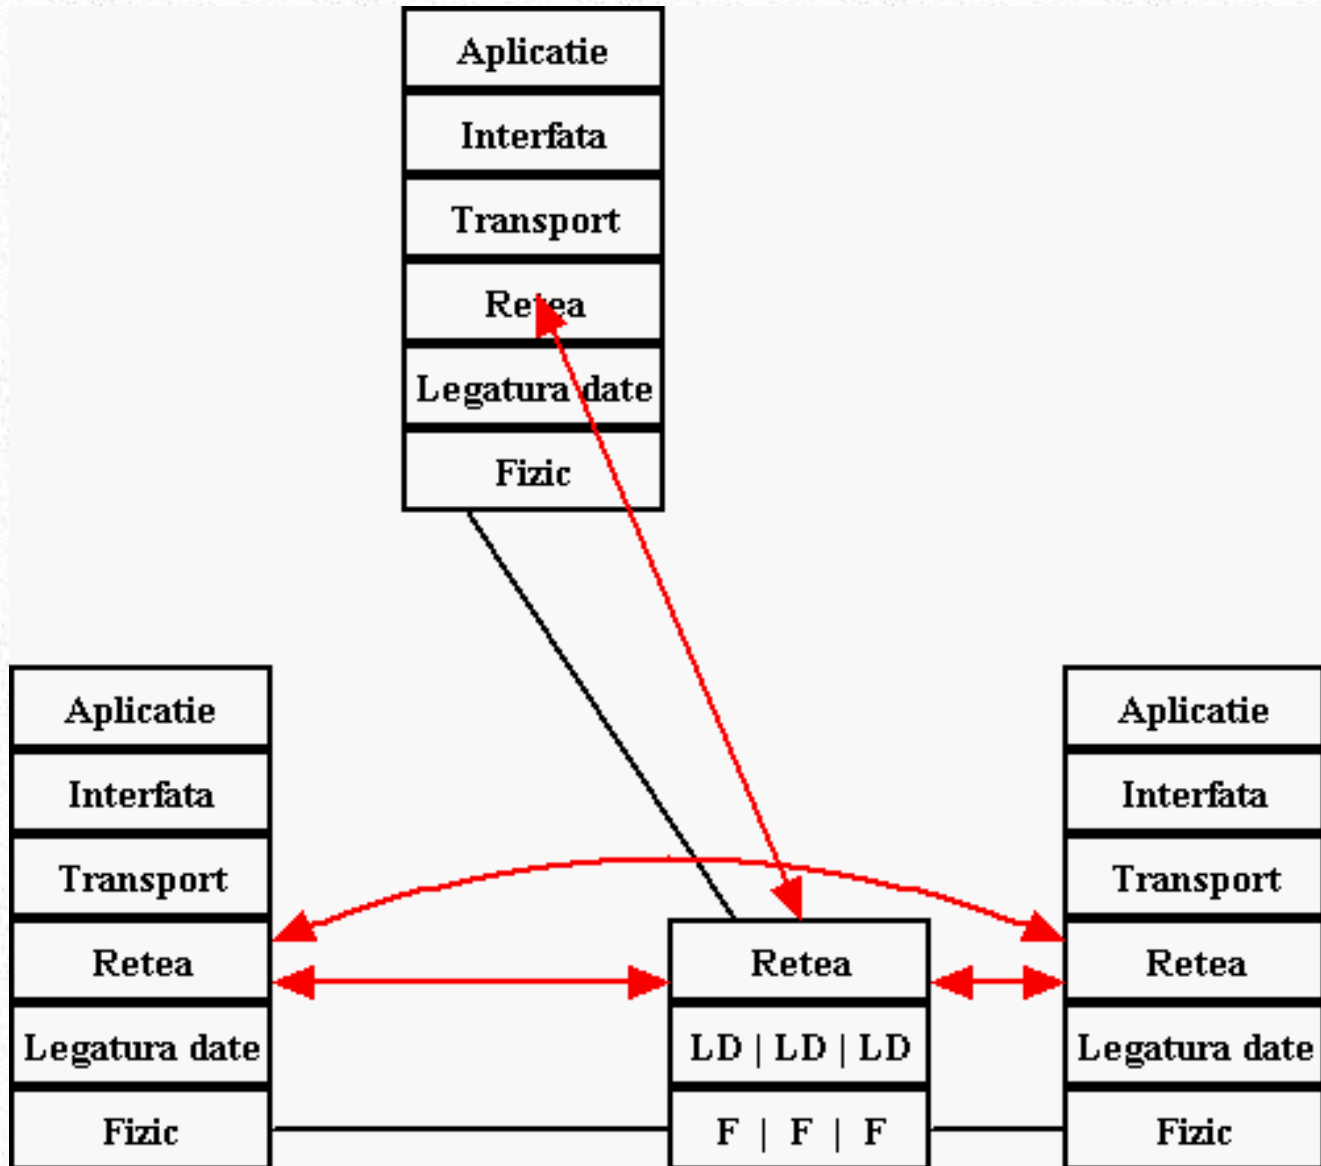 Aplicatie
Interfata
Transport
Retea
Legatura date
Fizic
Aplicatie
Interfata
Transport
Retea
Legatura date
Fizic
Retea
LD | LD | LD
F | F | F
Aplicatie
Interfata
Transport
Retea
Legatura date
Fizic